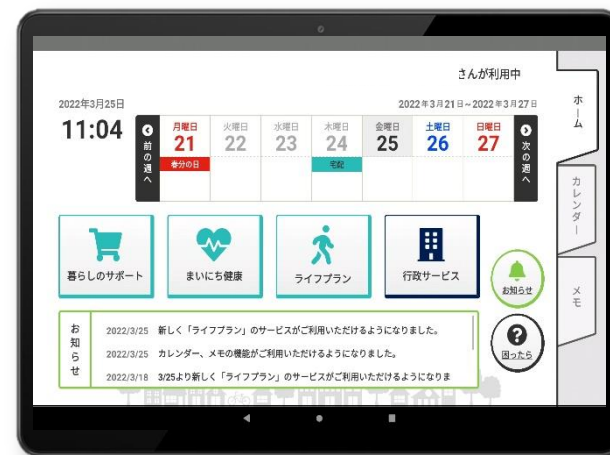 さんが利用中
2022年3月25日
2022年3月21日~2022年3月27日
11:04
前の週へ
月曜日 火曜日 水曜日 木曜日 金曜日 土曜日 日曜日
21 22 23 24 25 26 27
春分の日 宅配
次の週へ
ホーム
カレンダー
メモ
暮らしのサポート
まいにち健康
ライフプラン
行政サービス
お知らせ
困ったら
お知らせ
2022/3/25 新しく「ライフプラン」のサービスがご利用いただけるようになりました。
2022/3/25 カレンダー、メモの機能がご利用いただけるようになりました。
2022/3/18 3/25より新しく「ライフプラン」のサービスがご利用いただけるようになりま